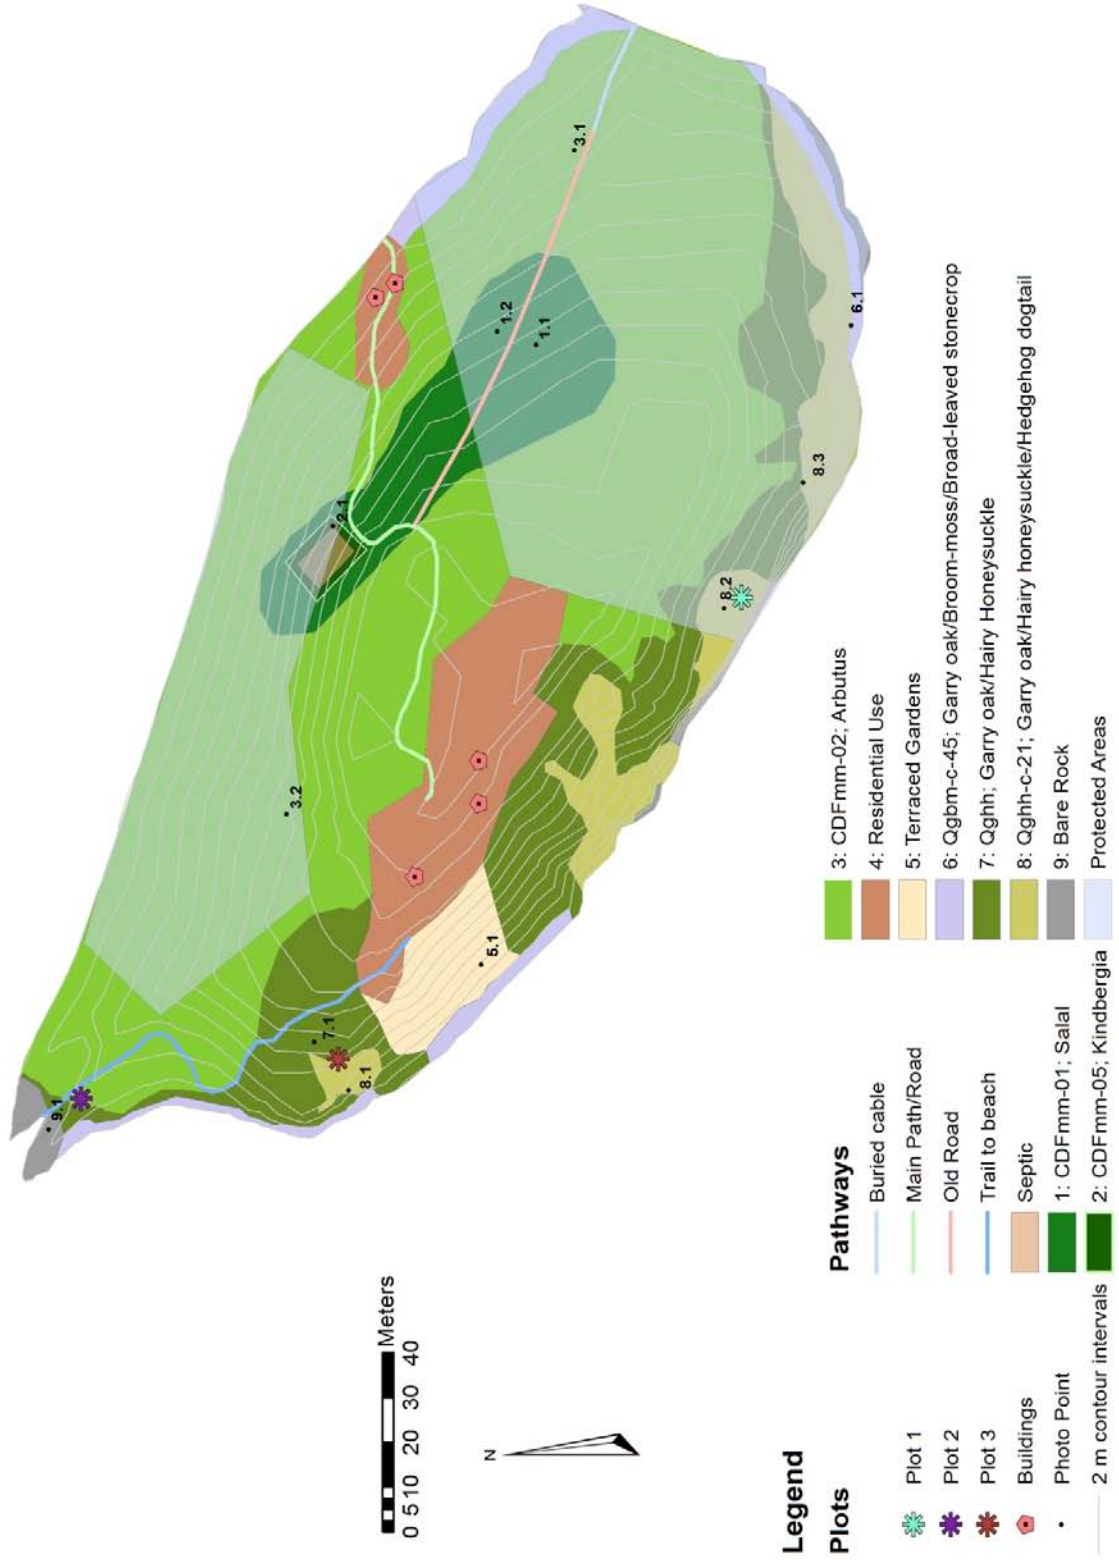 9.1
3.2
2.1
3.1
1.2
1.1
7.1
8.1
5.1
8.2
8.3
6.1
0 5 10 20 30 40
Meters
N
Legend
Plots
Plot 1
Plot 2
Plot 3
Buildings
Photo Point
2 m contour intervals
Pathways
Buried cable
Main Path/Road
Old Road
Trail to beach
Septic
1: CDFmm-01; Salal
2: CDFmm-05; Kindbergia
3: CDFmm-02; Arbutus
4: Residential Use
5: Terraced Gardens
6: Qgbm-c-45; Garry oak/Broom-moss/Broad-leaved stonecrop
7: Qghh; Garry oak/Hairy Honeysuckle
8: Qghh-c-21; Garry oak/Hairy honeysuckle/Hedgehog dogtail
9: Bare Rock
Protected Areas